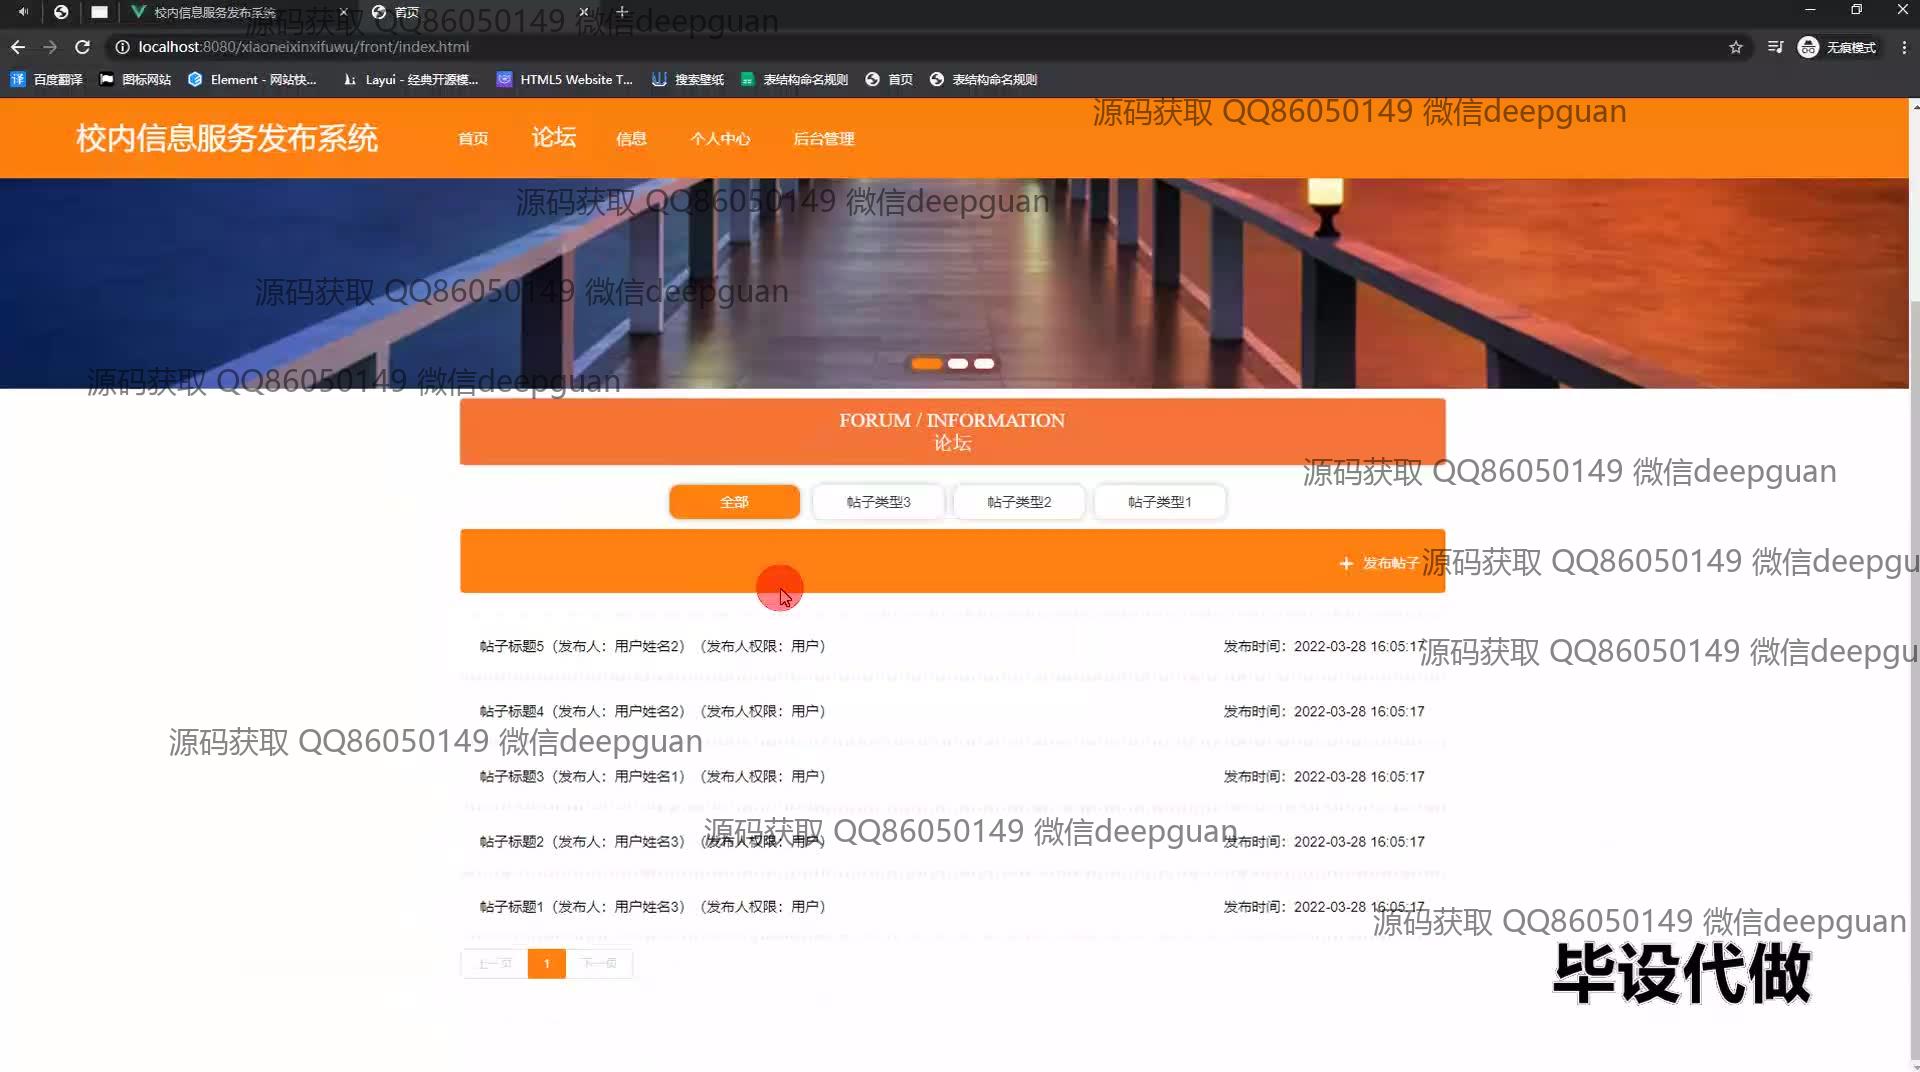 校内信息服务发布系统
首页
源码获取 QQ86050149 微信deepguan
localhost:8080/xiaoneixinxifuwu/front/index.html
无痕模式
百度翻译
图标网站
Element - 网站快...
Layui - 经典开源模...
HTML5 Website T...
搜索壁纸
表结构命名规则
首页
表结构命名规则
源码获取 QQ86050149 微信deepguan
校内信息服务发布系统
首页
论坛
信息
个人中心
后台管理
源码获取 QQ86050149 微信deepguan
源码获取 QQ86050149 微信deepguan
源码获取 QQ86050149 微信deepguan
FORUM / INFORMATION
论坛
源码获取 QQ86050149 微信deepguan
全部
帖子类型3
帖子类型2
帖子类型1
+ 发布帖子
源码获取 QQ86050149 微信deepgu
帖子标题5（发布人：用户姓名2）（发布人权限：用户）
发布时间：2022-03-28 16:05:17
源码获取 QQ86050149 微信deepgu
帖子标题4（发布人：用户姓名2）（发布人权限：用户）
发布时间：2022-03-28 16:05:17
源码获取 QQ86050149 微信deepguan
帖子标题3（发布人：用户姓名1）（发布人权限：用户）
发布时间：2022-03-28 16:05:17
源码获取 QQ86050149 微信deepguan
帖子标题2（发布人：用户姓名3）（发布人权限：用户）
发布时间：2022-03-28 16:05:17
帖子标题1（发布人：用户姓名3）（发布人权限：用户）
发布时间：2022-03-28 16:05:17
源码获取 QQ86050149 微信deepguan
上一页
1
下一页
毕设代做